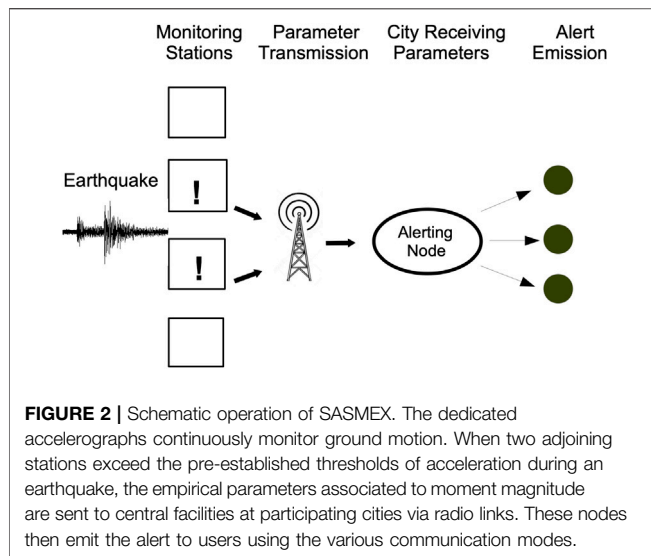 Monitoring Stations
Parameter Transmission
City Receiving Parameters
Alert Emission
Earthquake
!
!
Alerting Node
FIGURE 2 | Schematic operation of SASMEX. The dedicated
accelerographs continuously monitor ground motion. When two adjoining
stations exceed the pre-established thresholds of acceleration during an
earthquake, the empirical parameters associated to moment magnitude
are sent to central facilities at participating cities via radio links. These nodes
then emit the alert to users using the various communication modes.